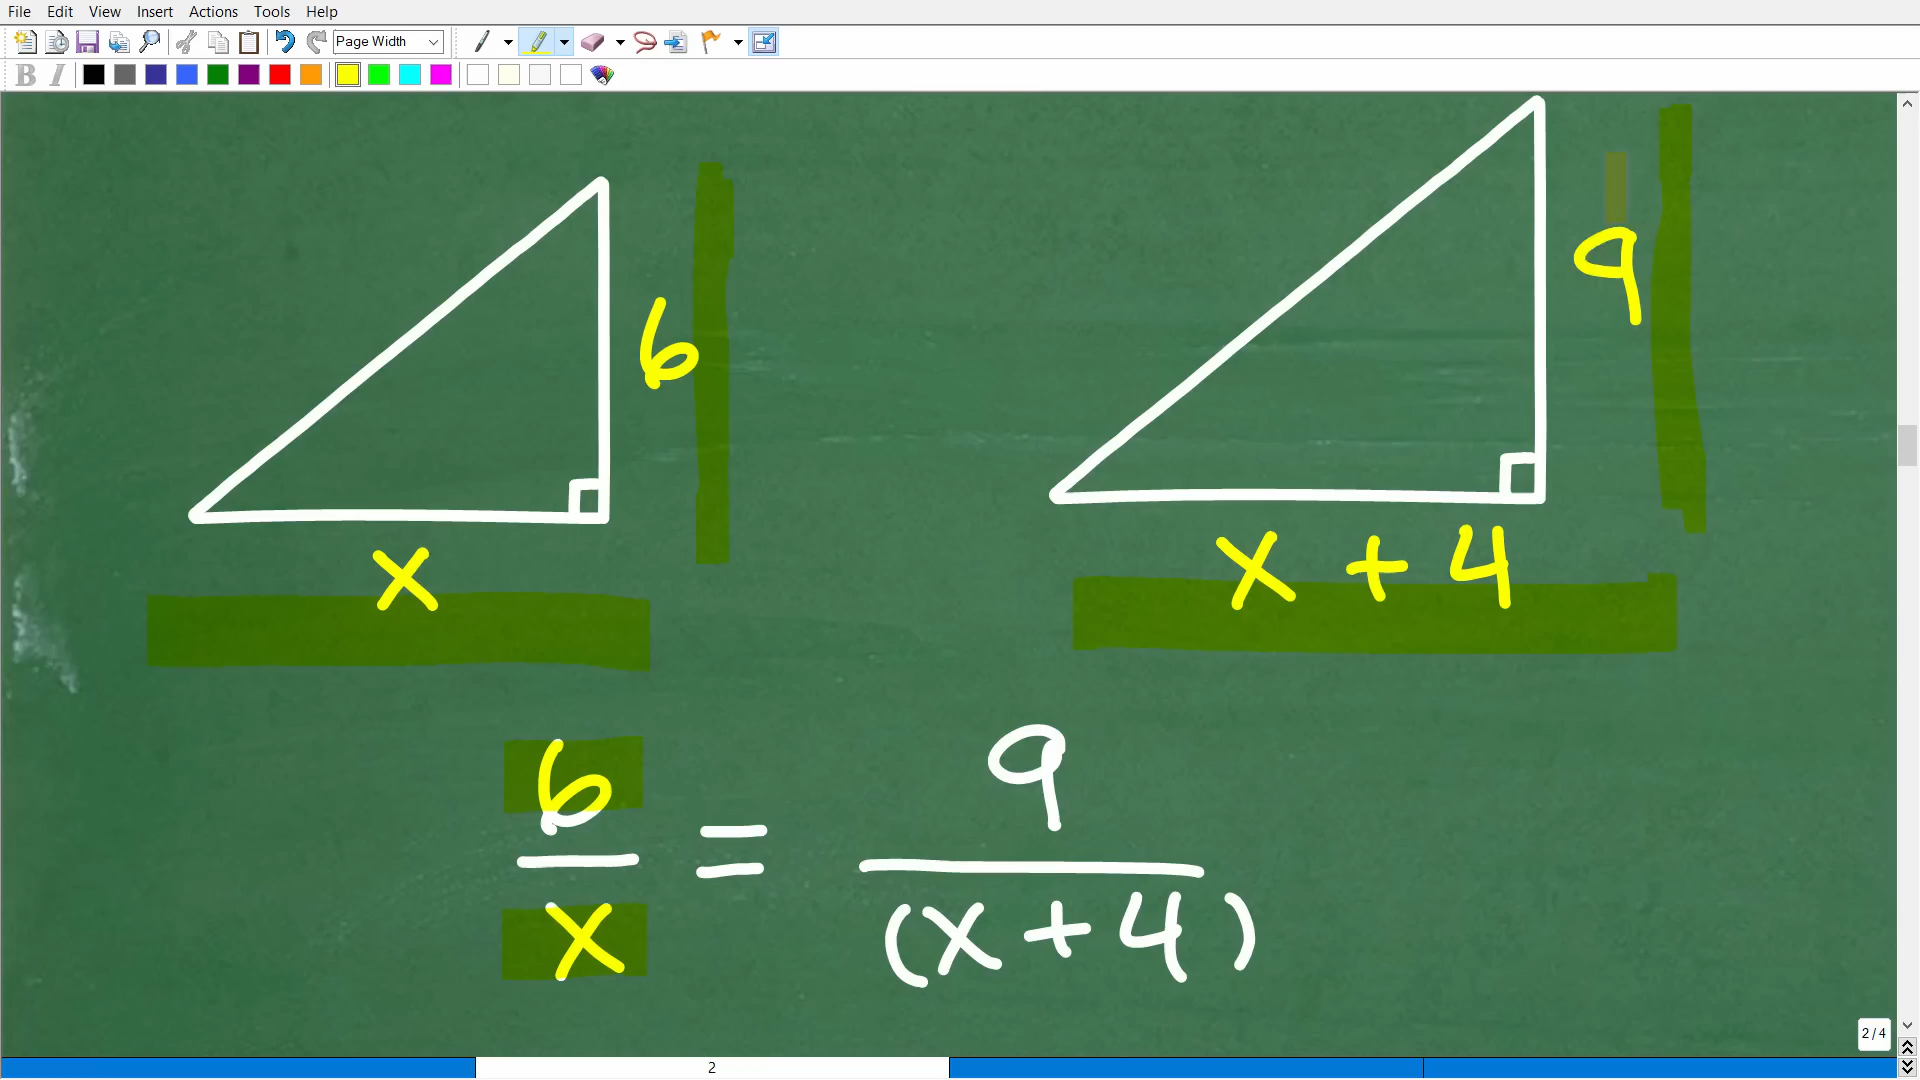 File Edit View Insert Actions Tools Help
Page Width
B I
9
6
x + 4
x
6 9
=
x (x + 4)
2 / 4
2